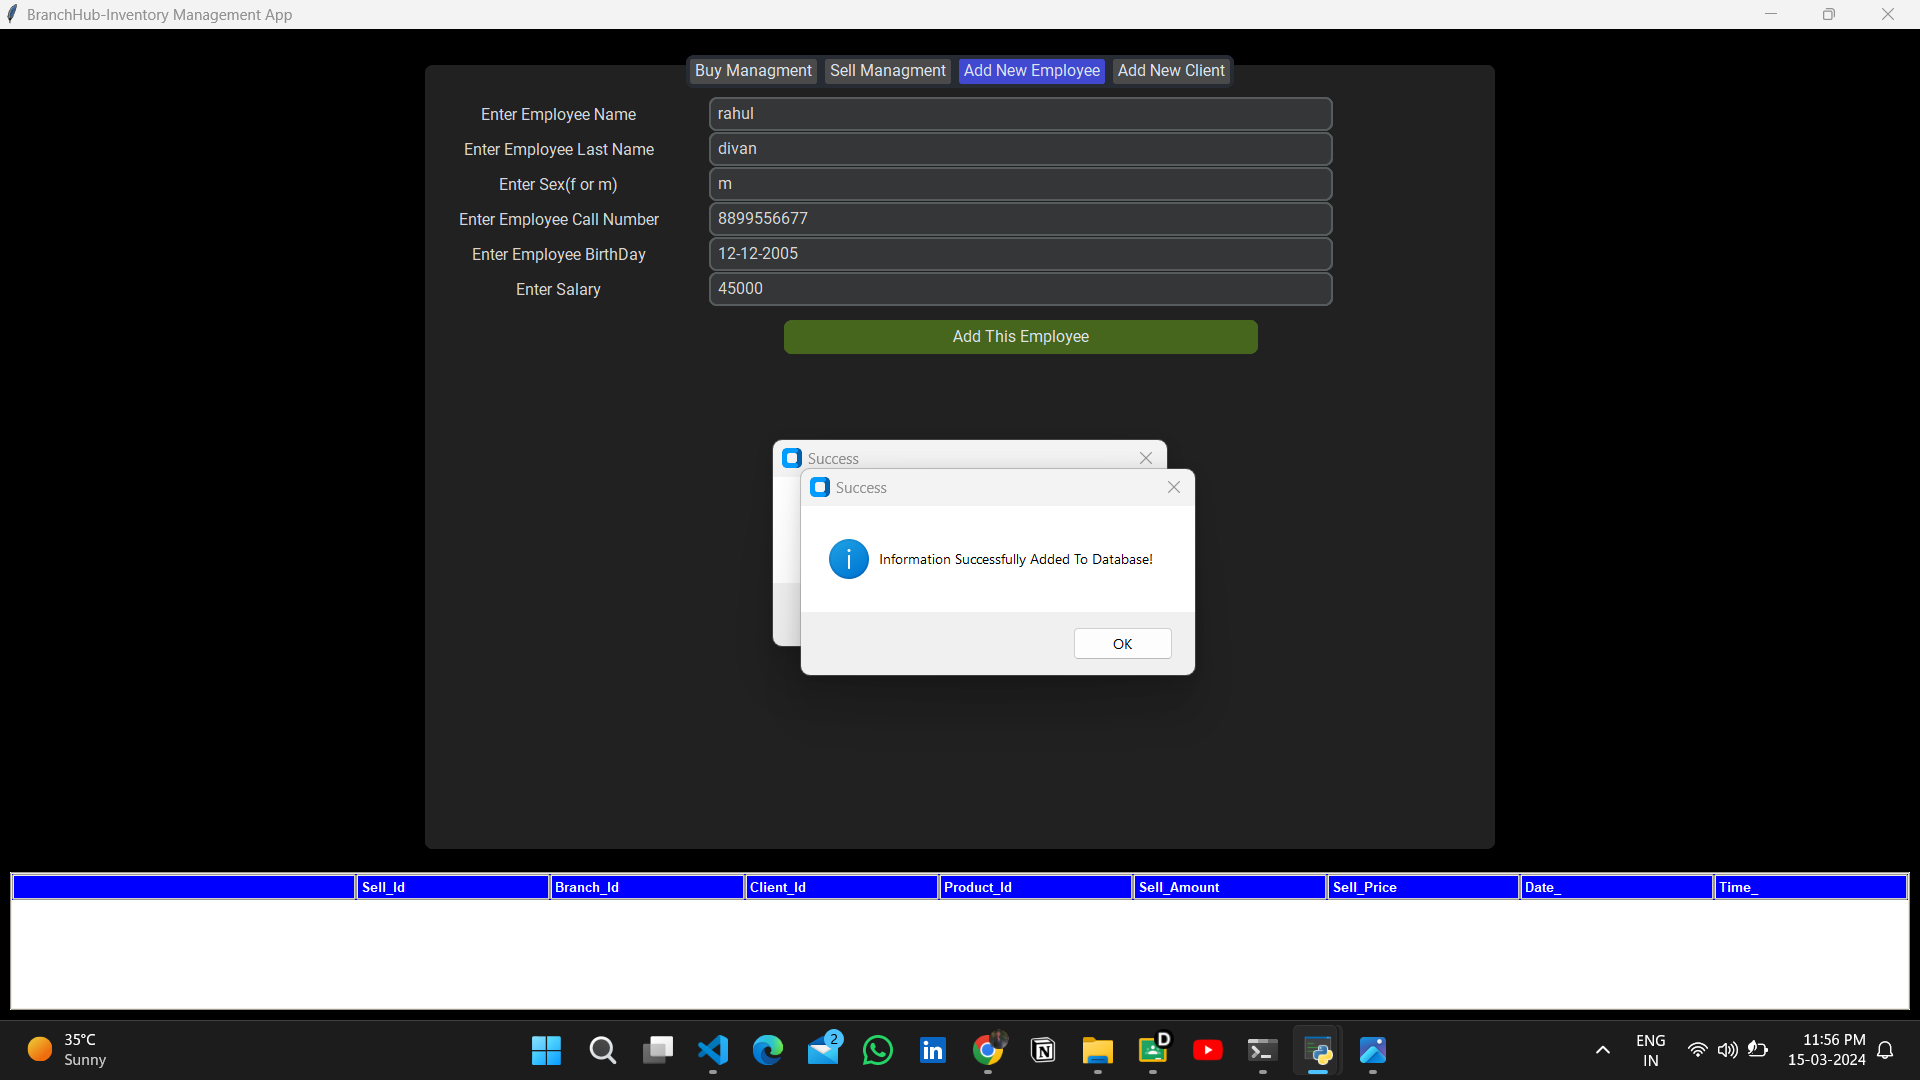 BranchHub-Inventory Management App
Buy Managment Sell Managment Add New Employee Add New Client
Enter Employee Name rahul
Enter Employee Last Name divan
Enter Sex(f or m) m
Enter Employee Call Number 8899556677
Enter Employee BirthDay 12-12-2005
Enter Salary 45000
Add This Employee
Success
Success
i Information Successfully Added To Database!
OK
Sell_Id Branch_Id Client_Id Product_Id Sell_Amount Sell_Price Date_ Time_
35°C
Sunny
2
in
N
D
ENG
IN
11:56 PM
15-03-2024